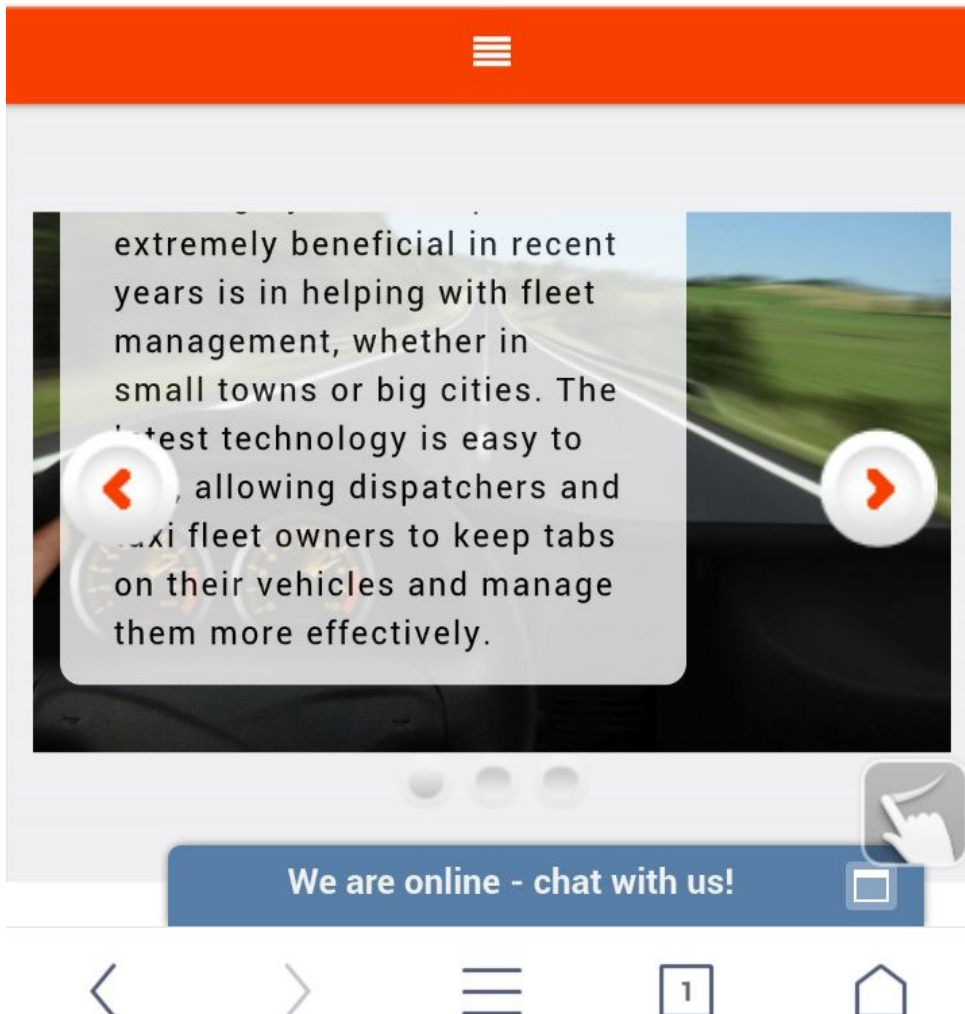 extremely beneficial in recent
years is in helping with fleet
management, whether in
small towns or big cities. The
technology is easy to
, allowing dispatchers and
fleet owners to keep tabs
on their vehicles and manage
them more effectively.
We are online - chat with us!
1